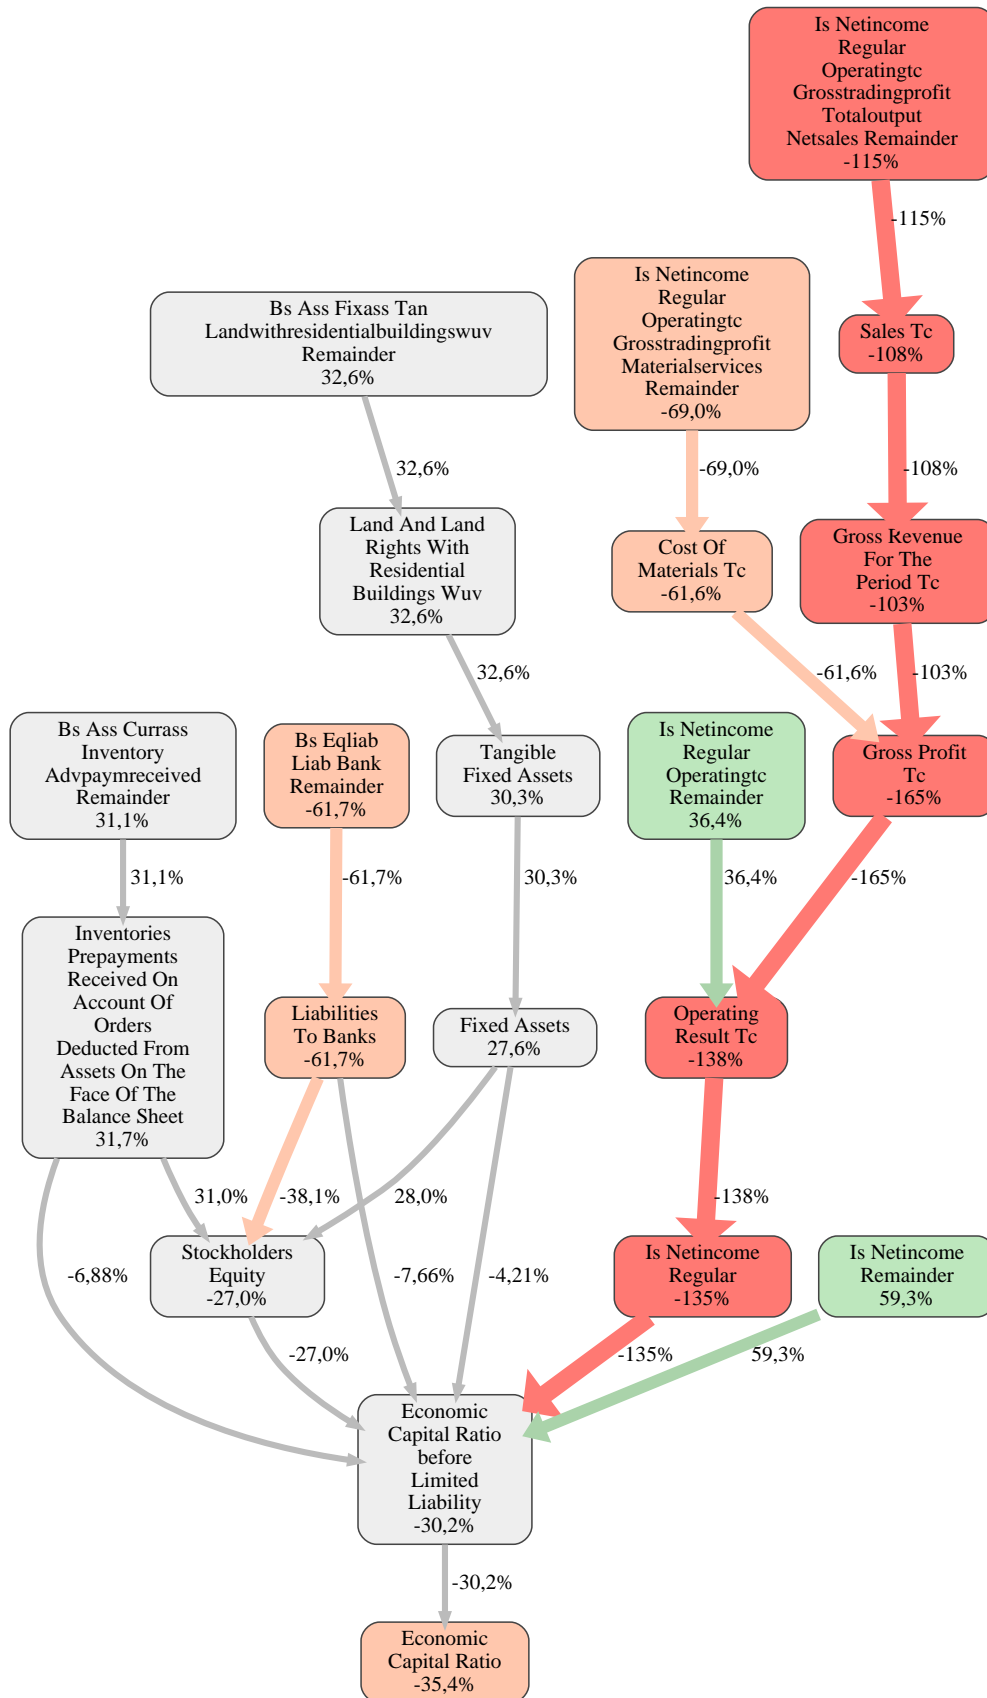 Is Netincome
Regular
Operatingtc
Grosstradingprofit
Totaloutput
Netsales Remainder
-115%
-115%
Bs Ass Fixass Tan
Landwithresidentialbuildingswuv
Remainder
32,6%
Is Netincome
Regular
Operatingtc
Grosstradingprofit
Materialservices
Remainder
-69,0%
Sales Tc
-108%
32,6%
-69,0%
-108%
Land And Land
Rights With
Residential
Buildings Wuv
32,6%
Cost Of
Materials Tc
-61,6%
Gross Revenue
For The
Period Tc
-103%
32,6%
-61,6%
-103%
Bs Ass Currass
Inventory
Advpaymreceived
Remainder
31,1%
Bs Eqliab
Liab Bank
Remainder
-61,7%
Tangible
Fixed Assets
30,3%
Is Netincome
Regular
Operatingtc
Remainder
36,4%
Gross Profit
Tc
-165%
31,1%
-61,7%
30,3%
36,4%
-165%
Inventories
Prepayments
Received On
Account Of
Orders
Deducted From
Assets On The
Face Of The
Balance Sheet
31,7%
Liabilities
To Banks
-61,7%
Fixed Assets
27,6%
Operating
Result Tc
-138%
31,0%
-38,1%
28,0%
-138%
Stockholders
Equity
-27,0%
Is Netincome
Regular
-135%
Is Netincome
Remainder
59,3%
-6,88%
-7,66%
-4,21%
-27,0%
-135%
59,3%
Economic
Capital Ratio
before
Limited
Liability
-30,2%
-30,2%
Economic
Capital Ratio
-35,4%